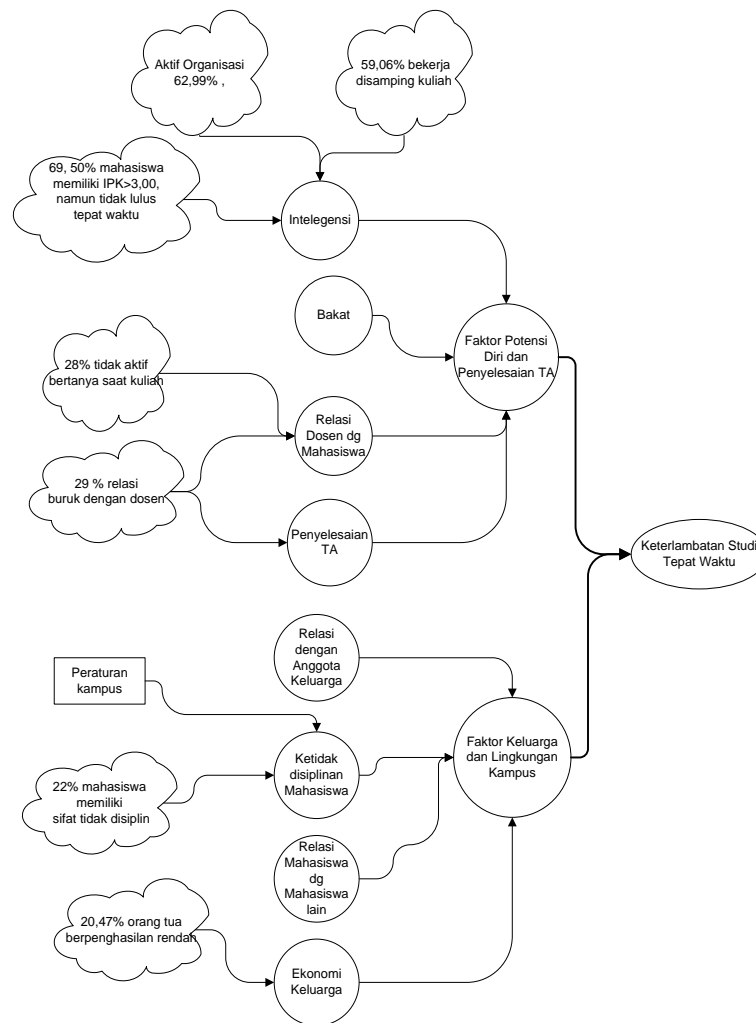 Aktif Organisasi
62,99% ,
59,06% bekerja
disamping kuliah
69, 50% mahasiswa
memiliki IPK>3,00,
namun tidak lulus
tepat waktu
Intelegensi
Bakat
Faktor Potensi
Diri dan
Penyelesaian TA
28% tidak aktif
bertanya saat kuliah
Relasi
Dosen dg
Mahasiswa
29 % relasi
buruk dengan dosen
Penyelesaian
TA
Keterlambatan Studi
Tepat Waktu
Relasi
dengan
Anggota
Keluarga
Peraturan
kampus
Ketidak
disiplinan
Mahasiswa
Faktor Keluarga
dan Lingkungan
Kampus
22% mahasiswa
memiliki
sifat tidak disiplin
Relasi
Mahasiswa
dg
Mahasiswa
lain
20,47% orang tua
berpenghasilan rendah
Ekonomi
Keluarga